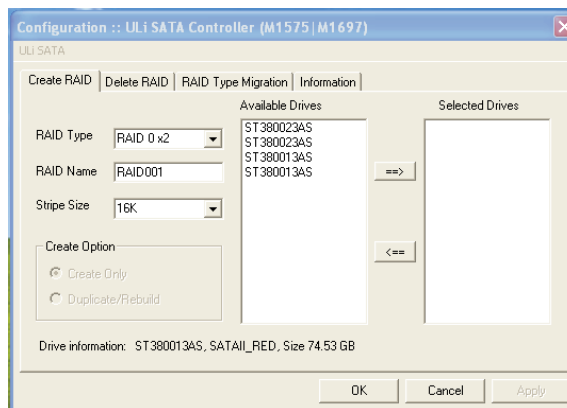 Configuration :: ULi SATA Controller (M1575|M1697)
ULi SATA
Create RAID Delete RAID RAID Type Migration Information
Available Drives Selected Drives
RAID Type RAID 0 x2
RAID Name RAID001
Stripe Size 16K
ST380023AS
ST380023AS
ST380013AS
ST380013AS
==>
<==
Create Option
Create Only
Duplicate/Rebuild
Drive information: ST380013AS, SATAII_RED, Size 74.53 GB
OK Cancel Apply